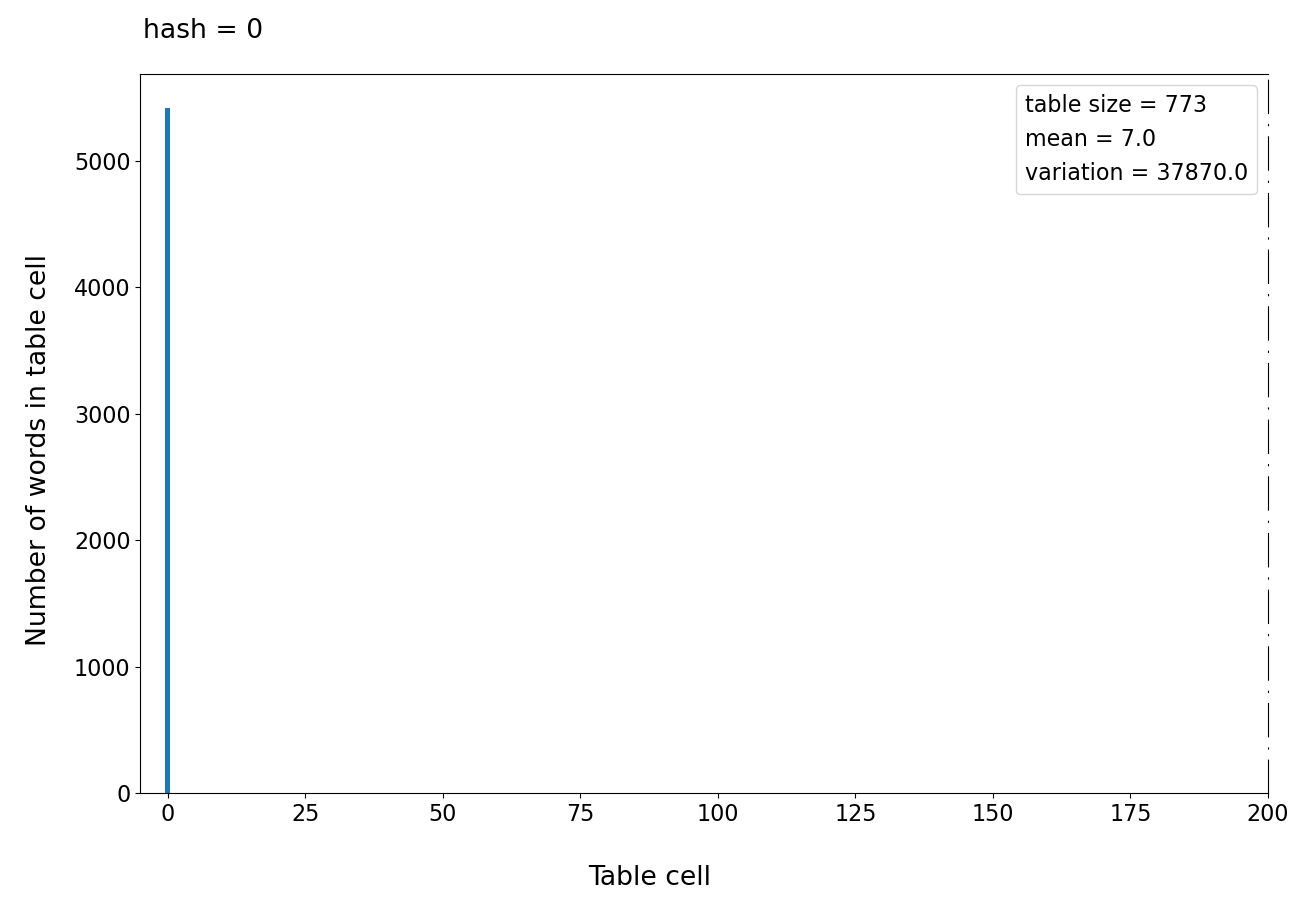 hash = 0
table size = 773
mean = 7.0
variation = 37870.0
Number of words in table cell
5000
4000
3000
2000
1000
0
0 25 50 75 100 125 150 175 200
Table cell